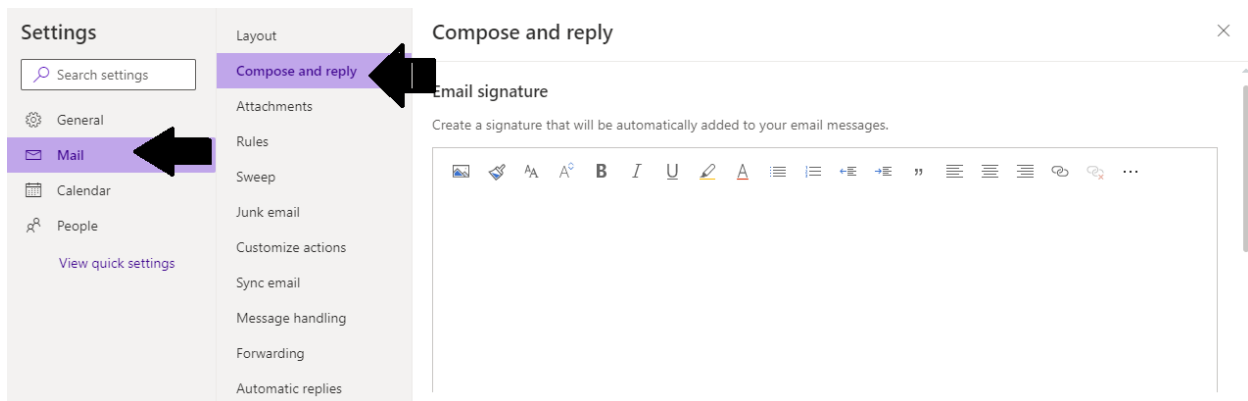 Settings
Search settings
General
Mail
Calendar
People
View quick settings
Layout
Compose and reply
Attachments
Rules
Sweep
Junk email
Customize actions
Sync email
Message handling
Forwarding
Automatic replies
Compose and reply
Email signature
Create a signature that will be automatically added to your email messages.